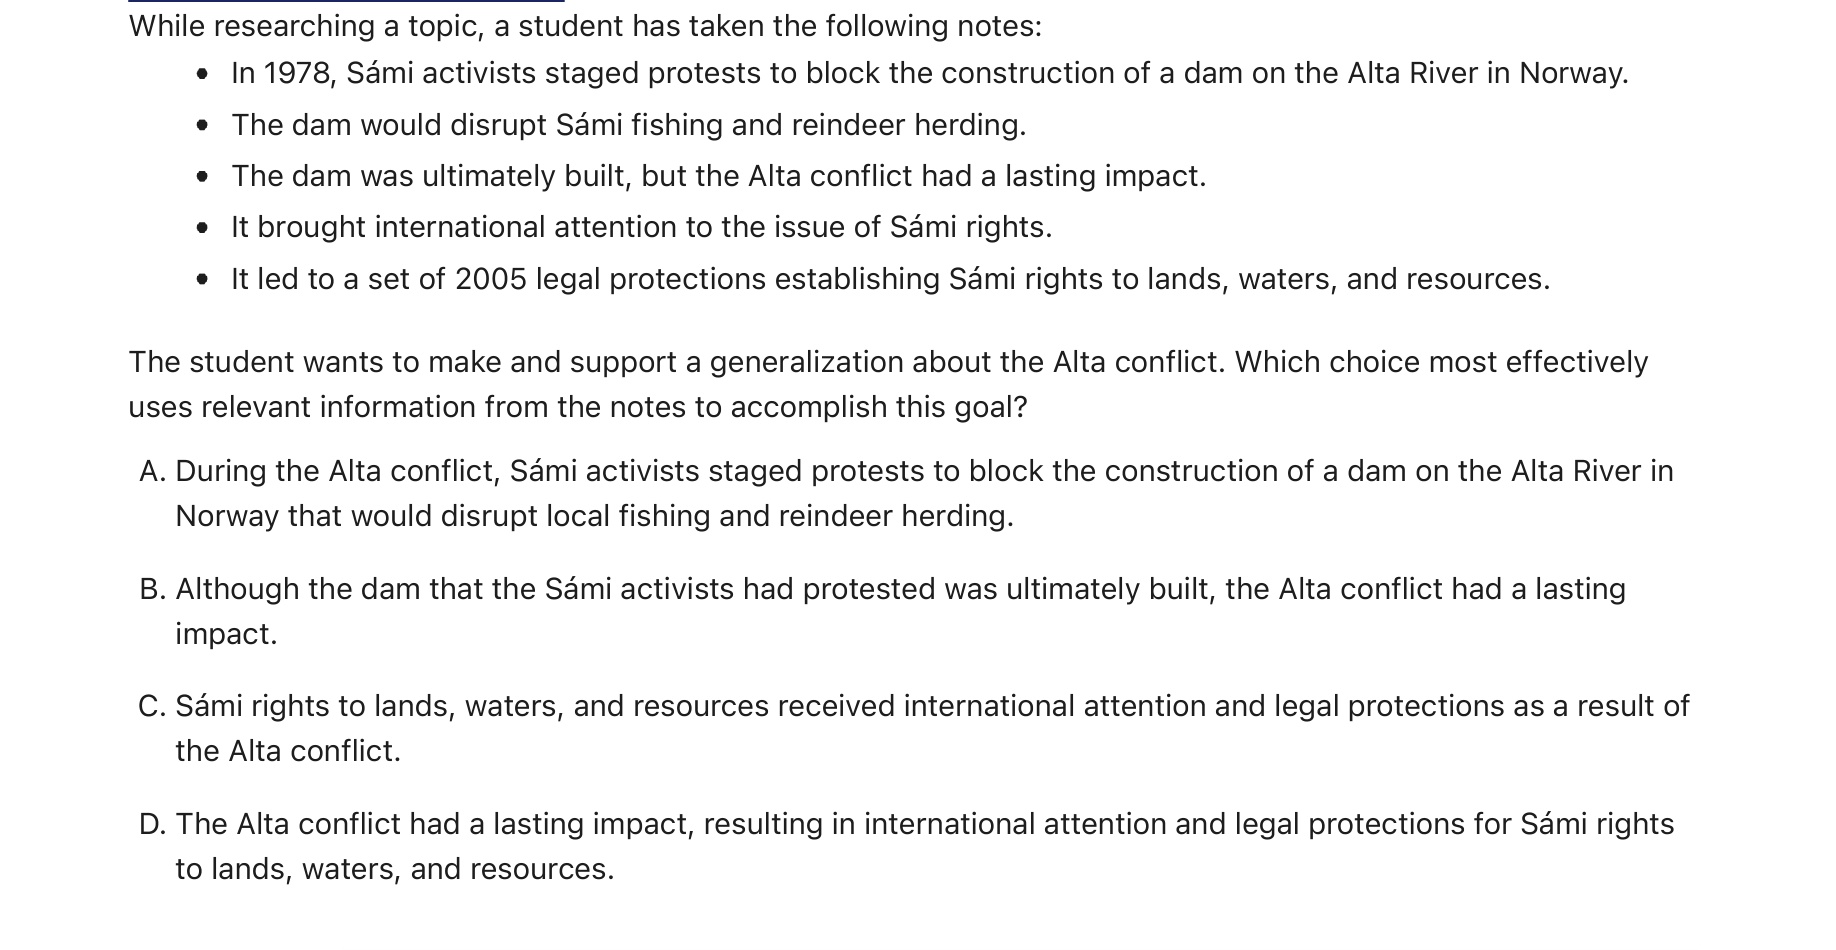 While researching a topic, a student has taken the following notes:
• In 1978, Sámi activists staged protests to block the construction of a dam on the Alta River in Norway.
• The dam would disrupt Sámi fishing and reindeer herding.
• The dam was ultimately built, but the Alta conflict had a lasting impact.
• It brought international attention to the issue of Sámi rights.
• It led to a set of 2005 legal protections establishing Sámi rights to lands, waters, and resources.
The student wants to make and support a generalization about the Alta conflict. Which choice most effectively
uses relevant information from the notes to accomplish this goal?
A. During the Alta conflict, Sámi activists staged protests to block the construction of a dam on the Alta River in
Norway that would disrupt local fishing and reindeer herding.
B. Although the dam that the Sámi activists had protested was ultimately built, the Alta conflict had a lasting
impact.
C. Sámi rights to lands, waters, and resources received international attention and legal protections as a result of
the Alta conflict.
D. The Alta conflict had a lasting impact, resulting in international attention and legal protections for Sámi rights
to lands, waters, and resources.